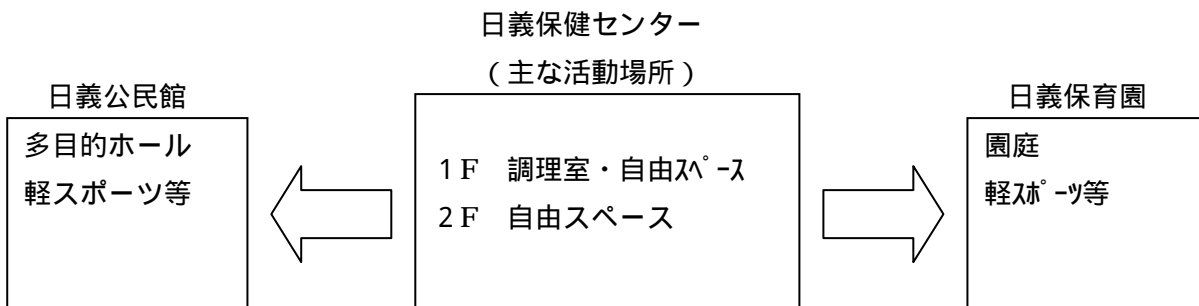 日義保健センター
（主な活動場所）
1F　調理室・自由ｽﾍﾟｰｽ
2F　自由スペース
日義公民館
多目的ホール
軽スポーツ等
日義保育園
園庭
軽ｽﾎﾟｰﾂ等